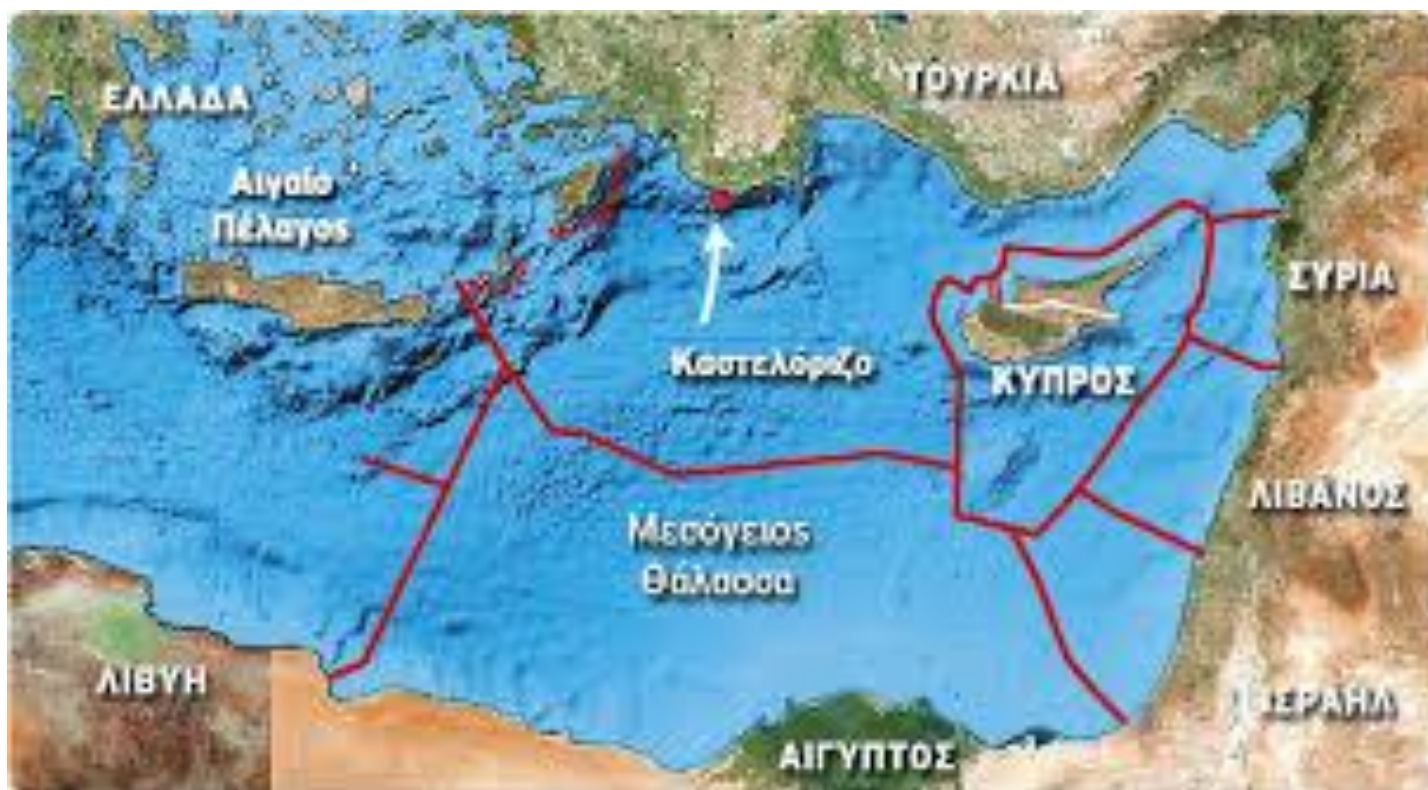 ΕΛΛΑΔΑ
ΤΟΥΡΚΙΑ
Αιγαίο
Πέλαγος
ΣΥΡΙΑ
Καστελόριζο
ΚΥΠΡΟΣ
ΛΙΒΑΝΟΣ
Μεσόγειος
Θάλασσα
ΛΙΒΥΗ
ΙΣΡΑΗΛ
ΑΙΓΥΠΤΟΣ